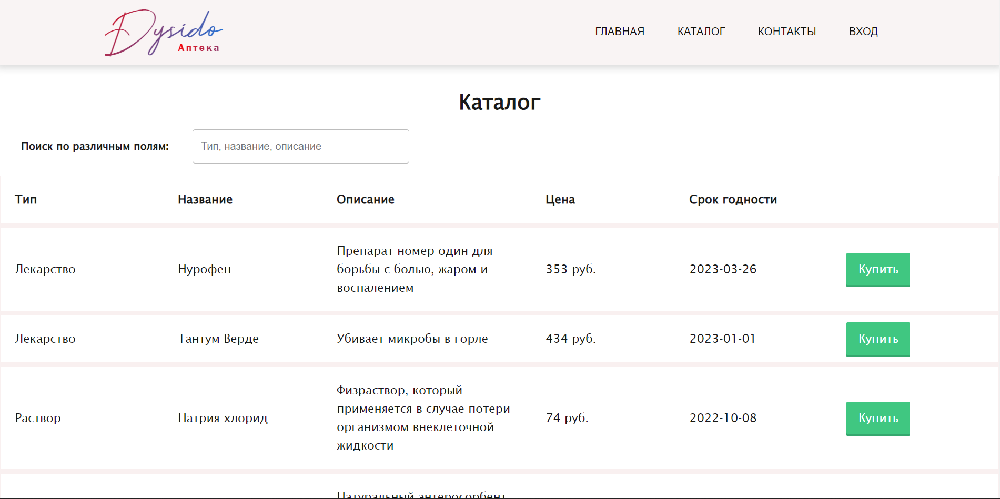 Dysido
Аптека
ГЛАВНАЯ КАТАЛОГ КОНТАКТЫ ВХОД
Каталог
Поиск по различным полям: Тип, название, описание
Тип Название Описание Цена Срок годности
Лекарство Нурофен Препарат номер один для
борьбы с болью, жаром и
воспалением 353 руб. 2023-03-26 Купить
Лекарство Тантум Верде Убивает микробы в горле 434 руб. 2023-01-01 Купить
Раствор Натрия хлорид Физраствор, который
применяется в случае потери
организмом внеклеточной
жидкости 74 руб. 2022-10-08 Купить
Натуральный энтеросорбент